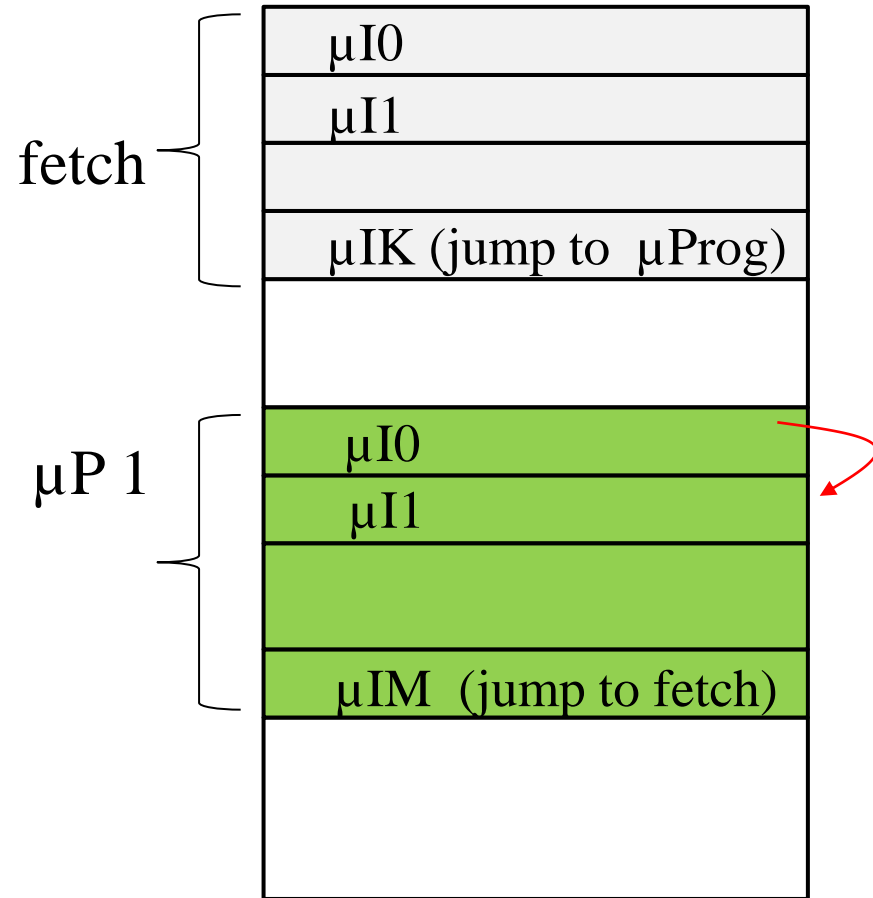 µI0
µI1
fetch
µIK (jump to µProg)
µI0
µP 1
µI1
µIM (jump to fetch)